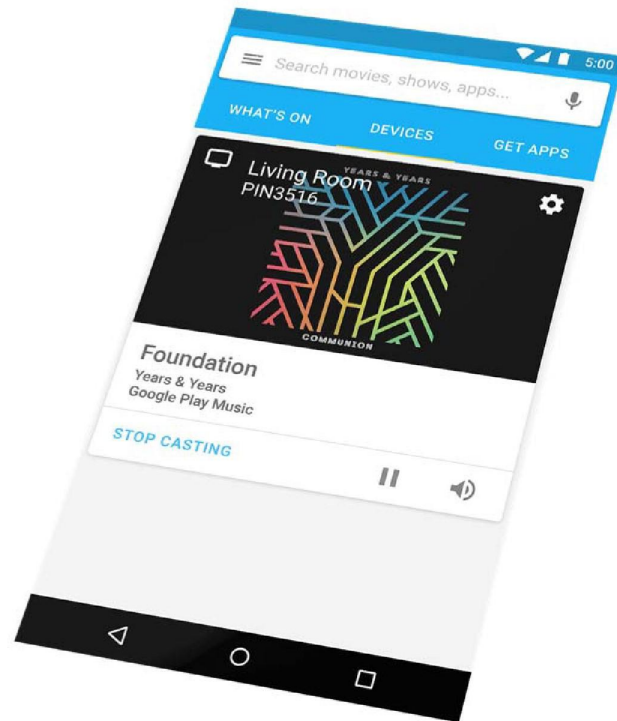 5:00
Search movies, shows, apps...
WHAT'S ON
DEVICES
GET APPS
YEARS & YEARS
Living Room
PIN3516
COMMUNION
Foundation
Years & Years
Google Play Music
STOP CASTING